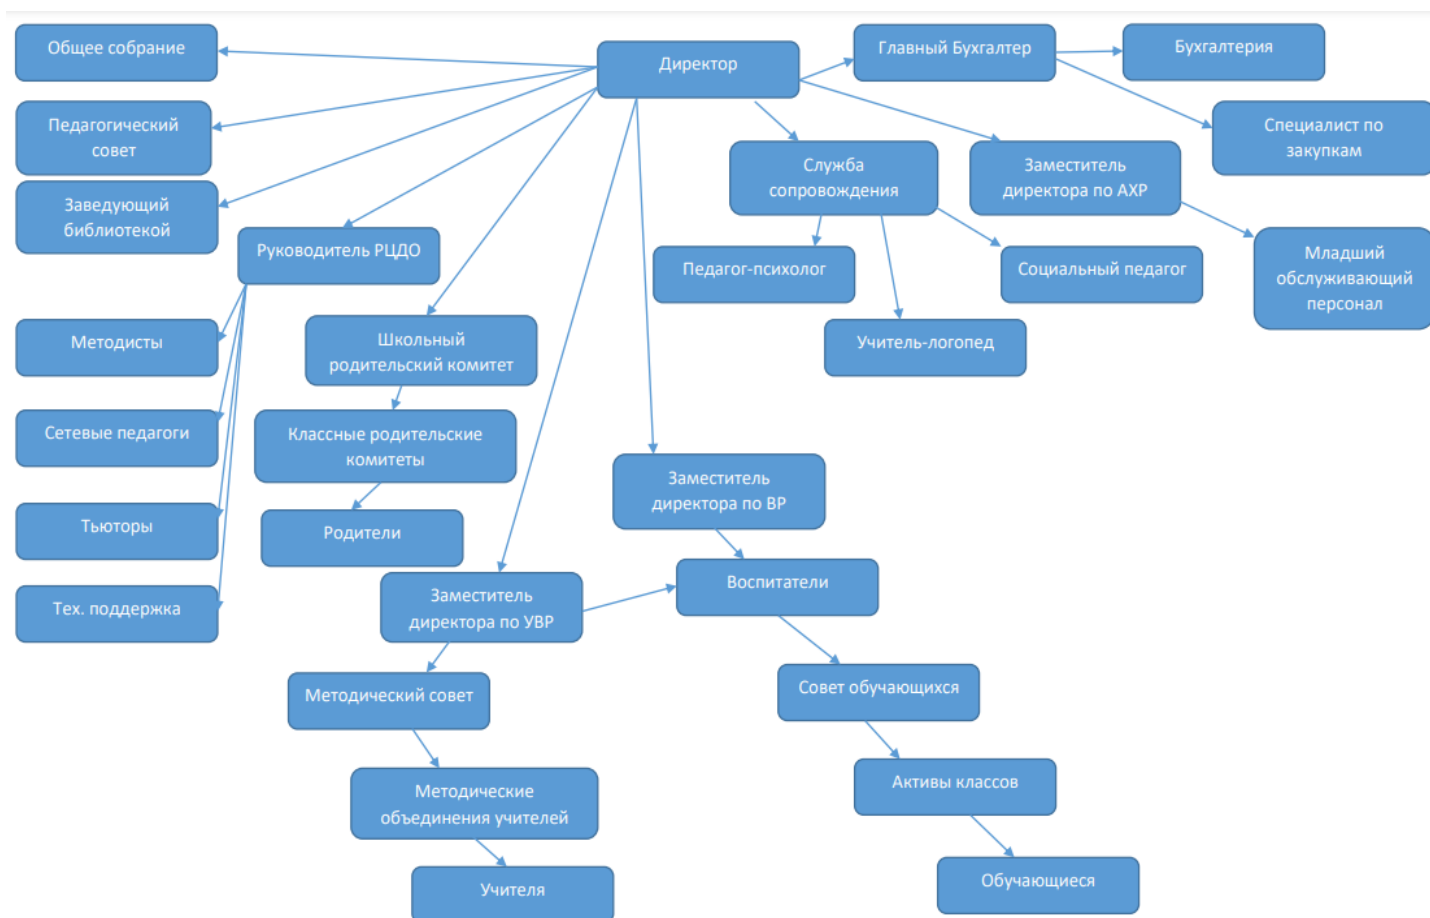 Общее собрание
Директор
Главный Бухгалтер
Бухгалтерия
Педагогический
совет
Служба
сопровождения
Заместитель
директора по АХР
Специалист по
закупкам
Заведующий
библиотекой
Руководитель РЦДО
Педагог-психолог
Социальный педагог
Младший
обслуживающий
персонал
Методисты
Школьный
родительский комитет
Учитель-логопед
Сетевые педагоги
Классные родительские
комитеты
Заместитель
директора по ВР
Тьюторы
Родители
Тех. поддержка
Заместитель
директора по УВР
Воспитатели
Методический совет
Совет обучающихся
Методические
объединения учителей
Активы классов
Учителя
Обучающиеся